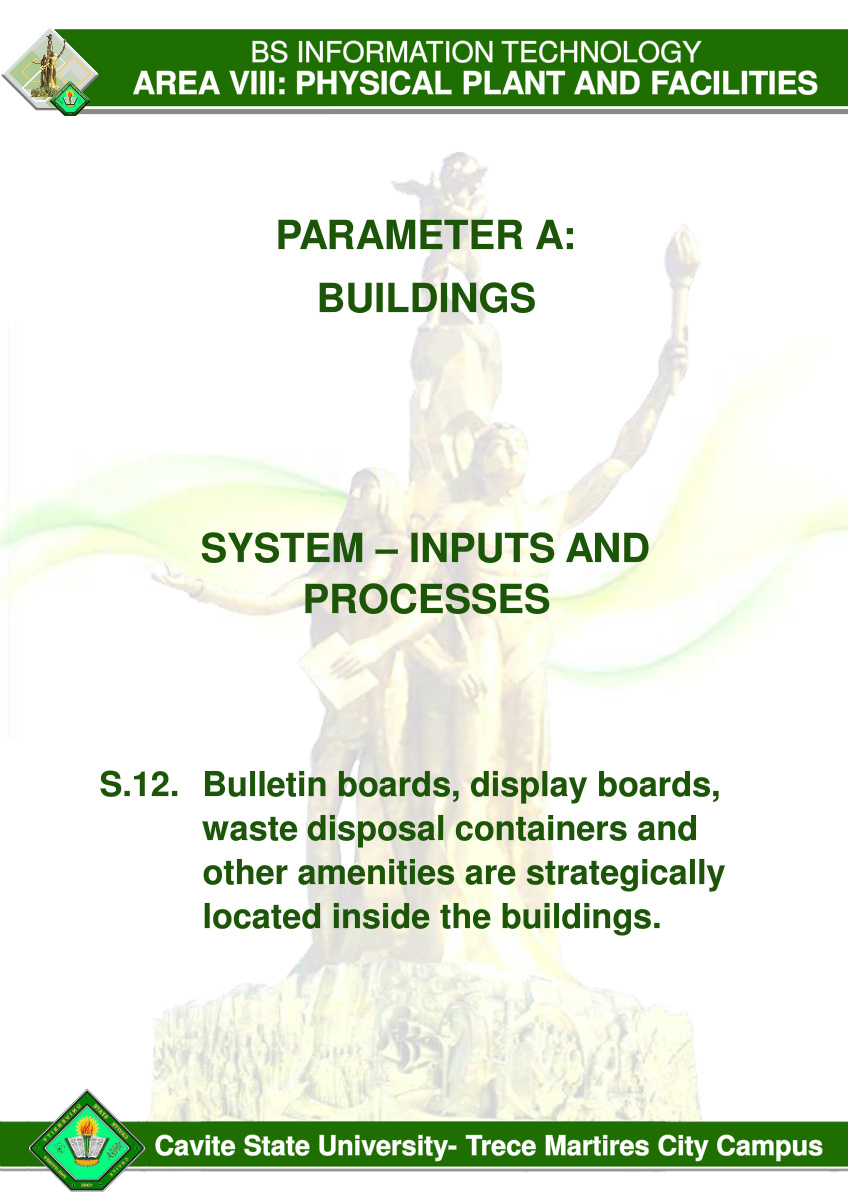 BS INFORMATION TECHNOLOGY
AREA VIII: PHYSICAL PLANT AND FACILITIES
PARAMETER A:
BUILDINGS
SYSTEM – INPUTS AND
PROCESSES
S.12. Bulletin boards, display boards,
waste disposal containers and
other amenities are strategically
located inside the buildings.
Cavite State University- Trece Martires City Campus